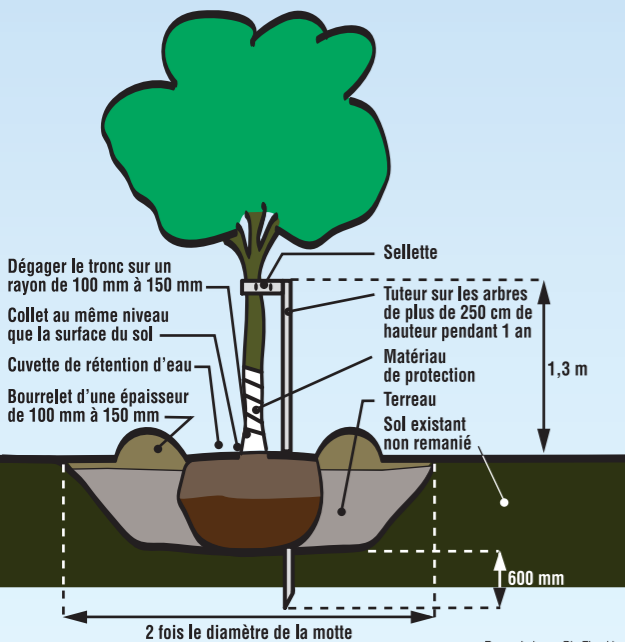 Dégager le tronc sur un
rayon de 100 mm à 150 mm
Collet au même niveau
que la surface du sol
Cuvette de rétention d'eau
Bourrelet d'une épaisseur
de 100 mm à 150 mm
Sellette
Tuteur sur les arbres
de plus de 250 cm de
hauteur pendant 1 an
Matériau
de protection
Terreau
Sol existant
non remanié
1,3 m
600 mm
2 fois le diamètre de la motte